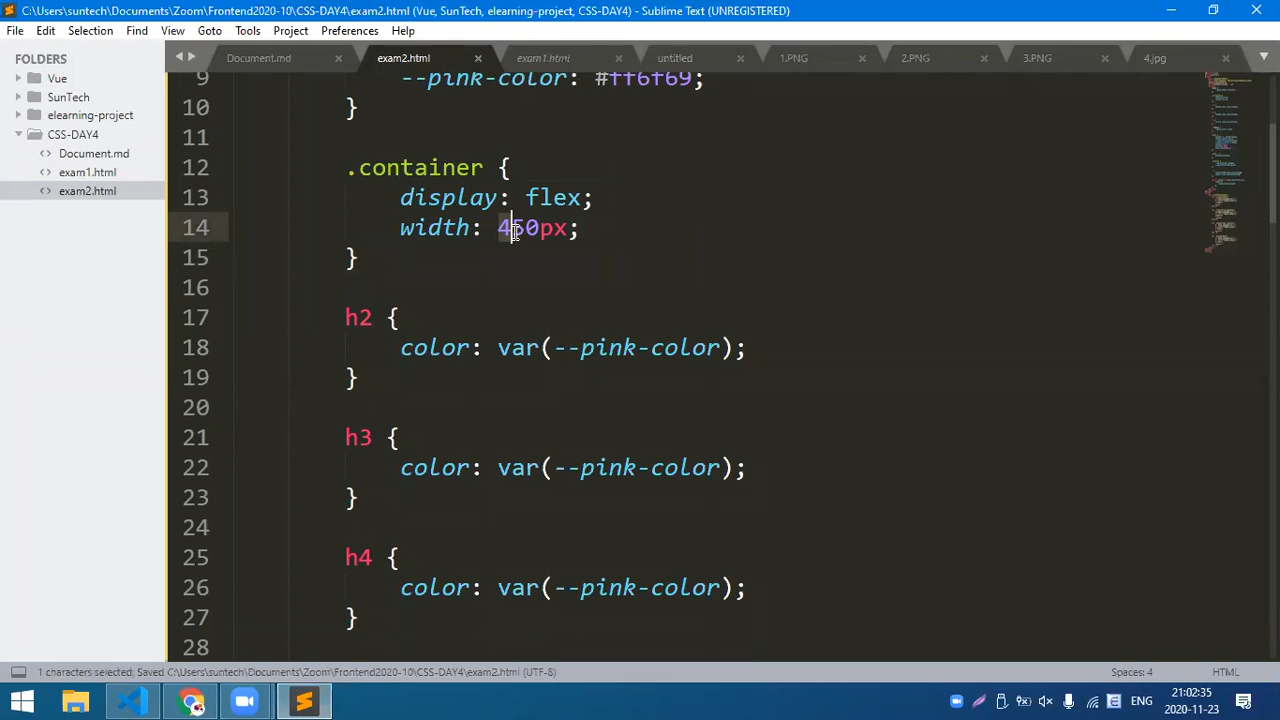 C:\Users\suntech\Documents\Zoom\Frontend2020-10\CSS-DAY4\exam2.html (Vue, SunTech, elearning-project, CSS-DAY4) - Sublime Text (UNREGISTERED)
File Edit Selection Find View Goto Tools Project Preferences Help
FOLDERS
Vue
SunTech
elearning-project
CSS-DAY4
Document.md
exam1.html
exam2.html
Document.md exam2.html exam1.html untitled 1.PNG 2.PNG 3.PNG 4.jpg
9 --pink-color: #ff6f69;
10 }
11
12 .container {
13 display: flex;
14 width: 450px;
15 }
16
17 h2 {
18 color: var(--pink-color);
19 }
20
21 h3 {
22 color: var(--pink-color);
23 }
24
25 h4 {
26 color: var(--pink-color);
27 }
28
1 characters selected; Saved C:\Users\suntech\Documents\Zoom\Frontend2020-10\CSS-DAY4\exam2.html (UTF-8) Spaces: 4 HTML
ENG
21:02:35
2020-11-23